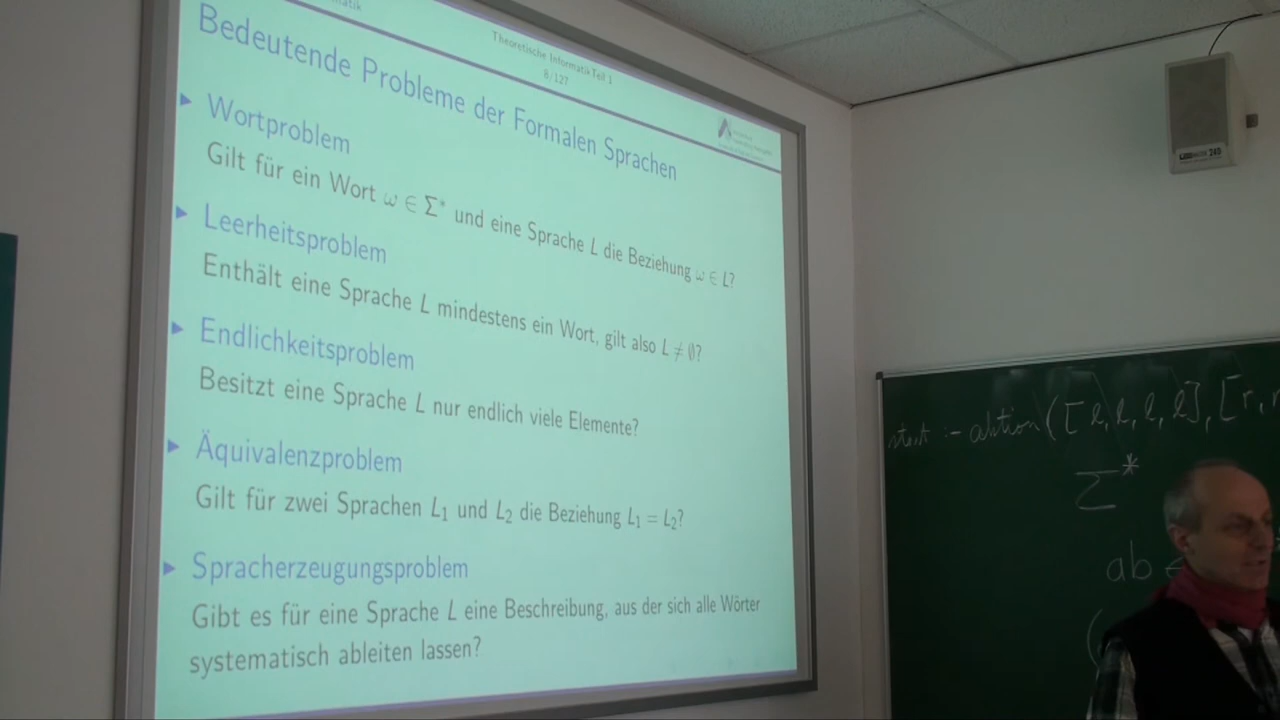 Theoretische Informatik Teil 1
8/127
Bedeutende Probleme der Formalen Sprachen
Wortproblem
Gilt für ein Wort ω ∈ Σ* und eine Sprache L die Beziehung ω ∈ L?
Leerheitsproblem
Enthält eine Sprache L mindestens ein Wort, gilt also L ≠ ∅?
Endlichkeitsproblem
Besitzt eine Sprache L nur endlich viele Elemente?
Äquivalenzproblem
Gilt für zwei Sprachen L₁ und L₂ die Beziehung L₁ = L₂?
Spracherzeugungsproblem
Gibt es für eine Sprache L eine Beschreibung, aus der sich alle Wörter
systematisch ableiten lassen?
start :- aktion([l, l, l, l], [r, r
Σ*
ab ∈
(